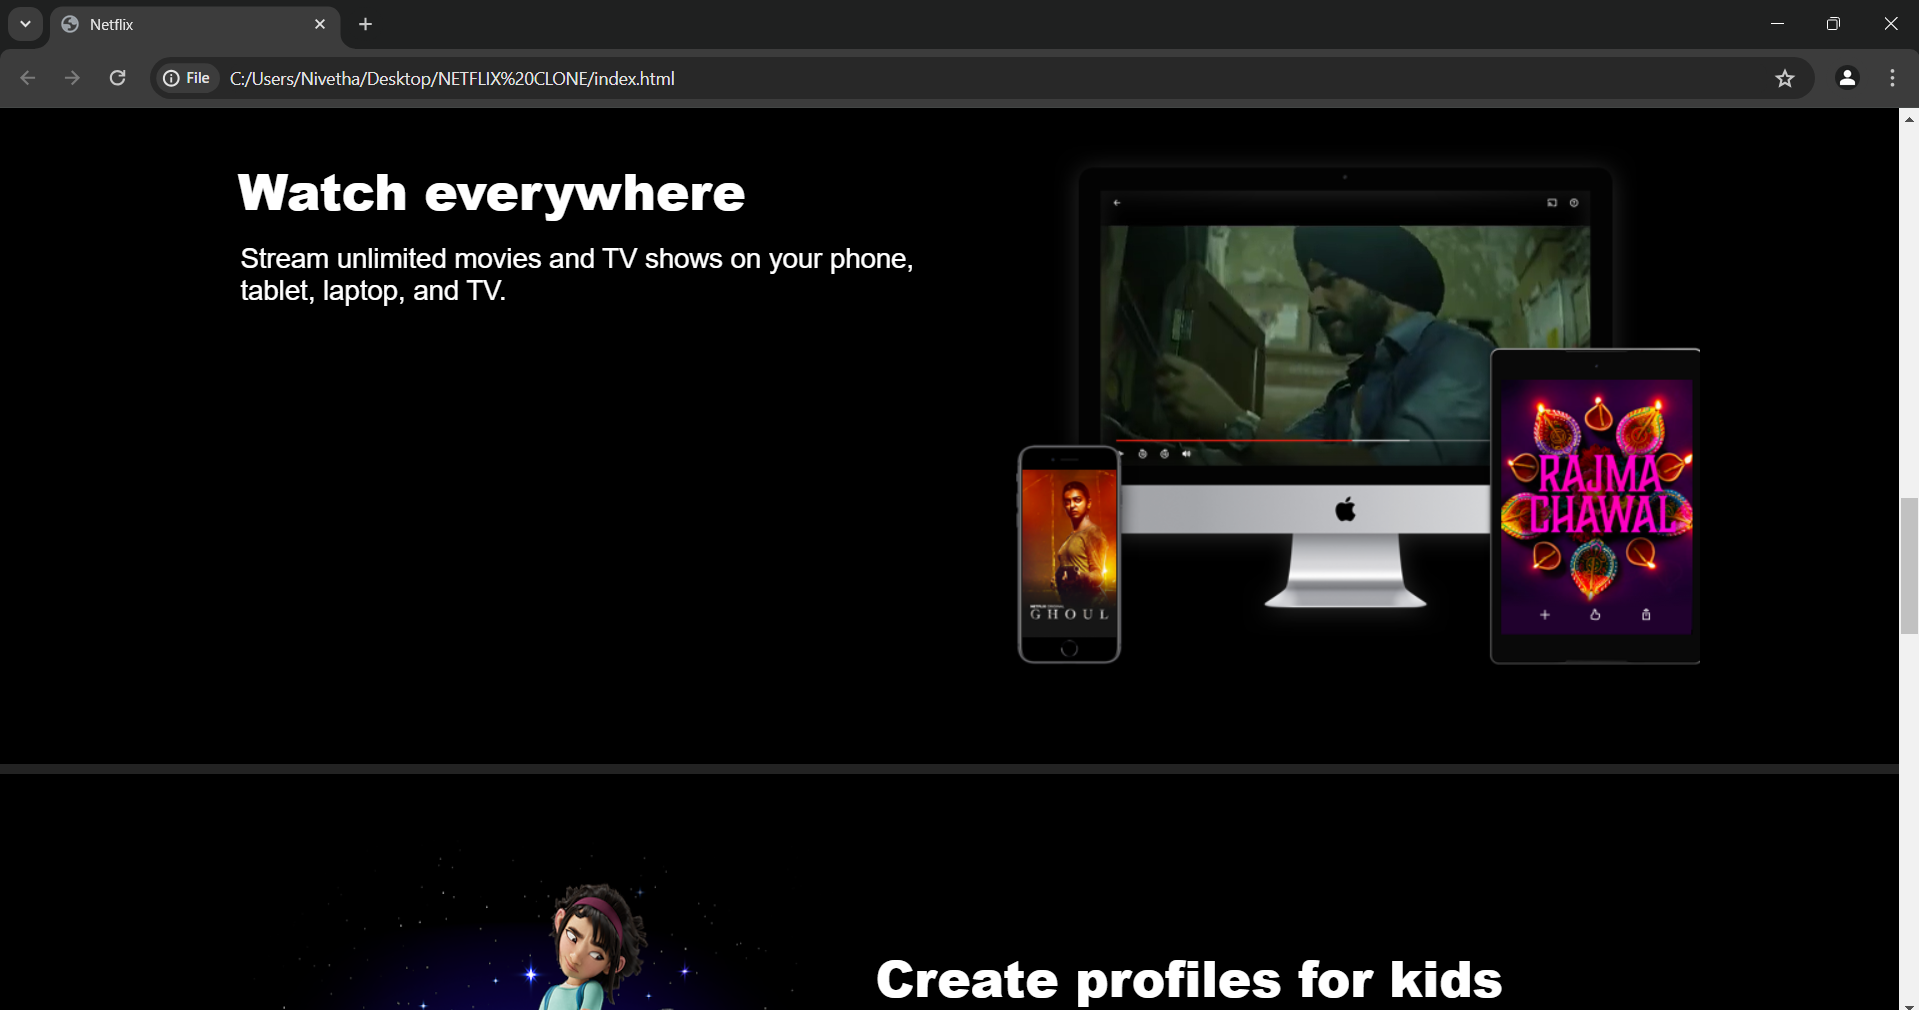 Netflix
File
C:/Users/Nivetha/Desktop/NETFLIX%20CLONE/index.html
Watch everywhere
Stream unlimited movies and TV shows on your phone,
tablet, laptop, and TV.
RAJMA
CHAWAL
GHOUL
Create profiles for kids